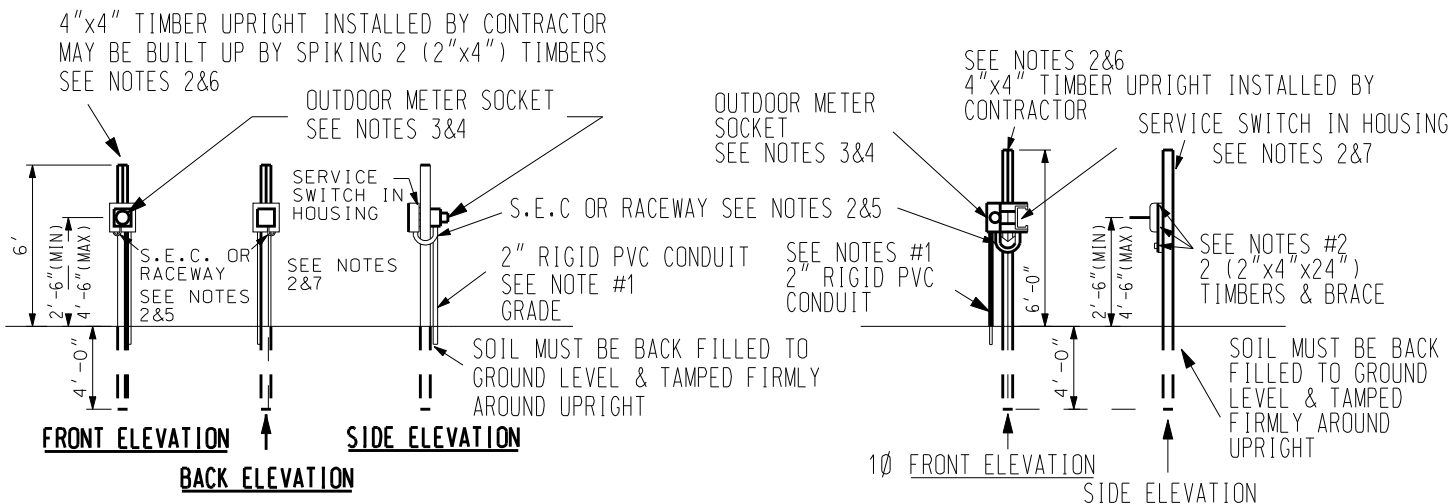 4"x4" TIMBER UPRIGHT INSTALLED BY CONTRACTOR
MAY BE BUILT UP BY SPIKING 2 (2"x4") TIMBERS
SEE NOTES 2&6
OUTDOOR METER SOCKET
SEE NOTES 3&4
SERVICE
SWITCH IN
HOUSING
S.E.C OR RACEWAY SEE NOTES 2&5
6'
2'-6"(MIN)
4'-6"(MAX)
S.E.C. OR
RACEWAY
SEE NOTES
2&5
SEE NOTES
2&7
2" RIGID PVC CONDUIT
SEE NOTE #1
GRADE
4'-0"
SOIL MUST BE BACK FILLED TO
GROUND LEVEL & TAMPED FIRMLY
AROUND UPRIGHT
FRONT ELEVATION
BACK ELEVATION
SIDE ELEVATION
SEE NOTES 2&6
4"x4" TIMBER UPRIGHT INSTALLED BY
CONTRACTOR
OUTDOOR METER
SOCKET
SEE NOTES 3&4
SERVICE SWITCH IN HOUSING
SEE NOTES 2&7
SEE NOTES #1
2" RIGID PVC
CONDUIT
6'-0"
2'-6"(MIN)
4'-6"(MAX)
SEE NOTES #2
2 (2"x4"x24")
TIMBERS & BRACE
4'-0"
SOIL MUST BE BACK
FILLED TO GROUND
LEVEL & TAMPED
FIRMLY AROUND
UPRIGHT
1Ø FRONT ELEVATION
SIDE ELEVATION